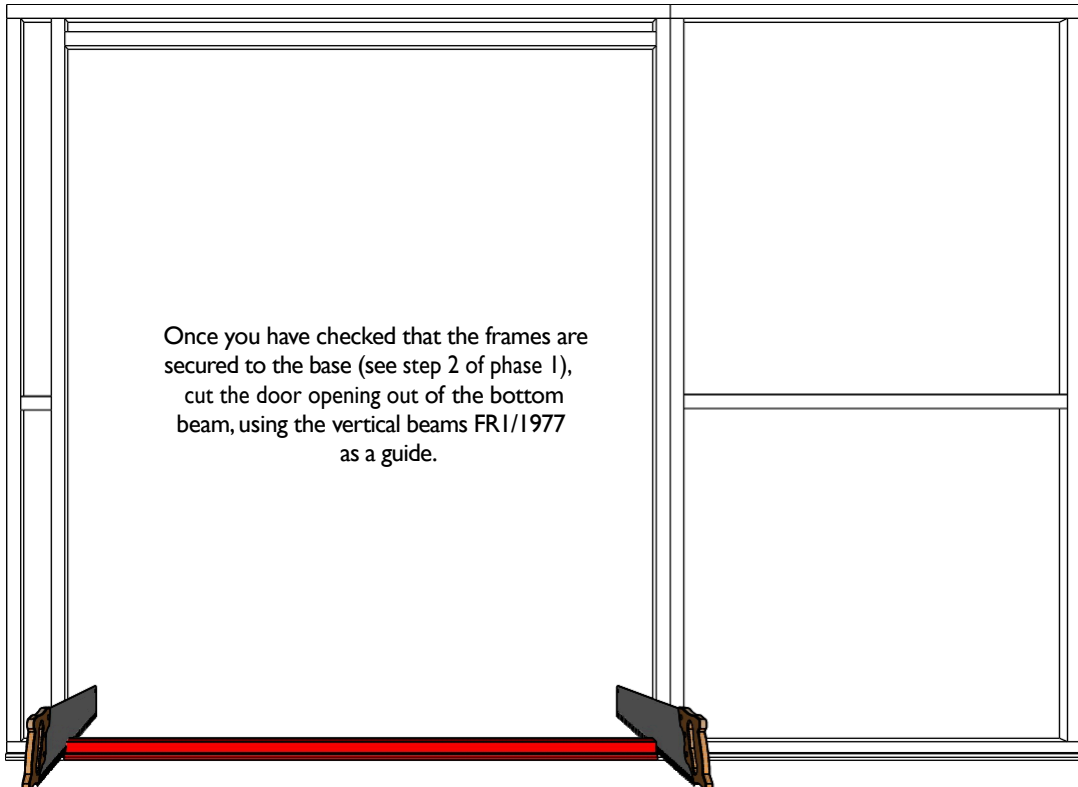 Once you have checked that the frames are
secured to the base (see step 2 of phase 1),
cut the door opening out of the bottom
beam, using the vertical beams FR1/1977
as a guide.